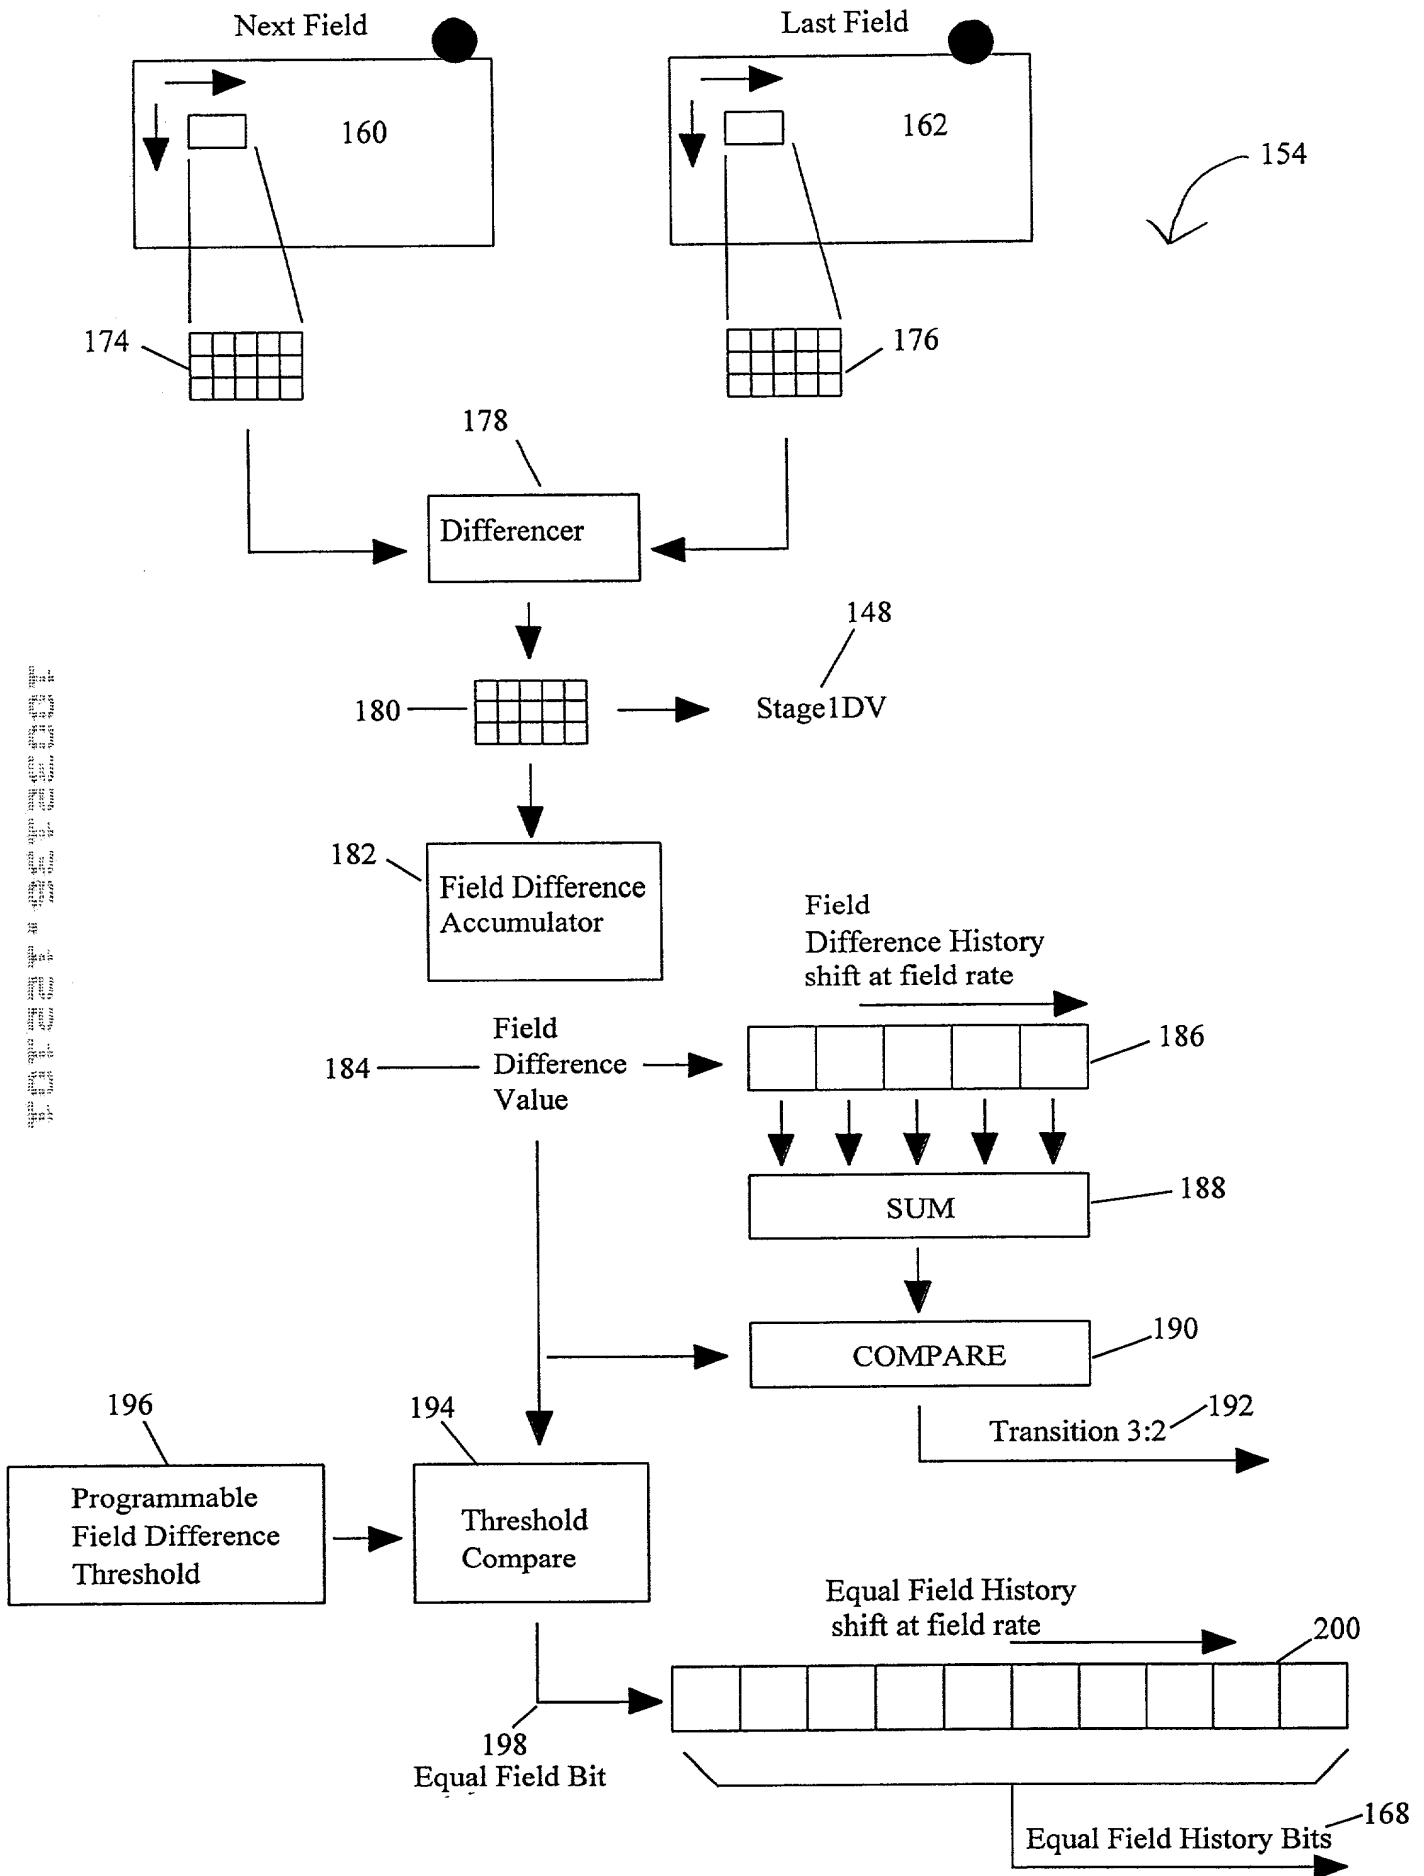 Next Field
Last Field
160
162
154
174
176
178
Differencer
148
180
Stage1DV
182
Field Difference
Accumulator
Field
Difference History
shift at field rate
184
Field
Difference
Value
186
188
SUM
190
COMPARE
192
Transition 3:2
196
194
Programmable
Field Difference
Threshold
Threshold
Compare
Equal Field History
shift at field rate
200
198
Equal Field Bit
168
Equal Field History Bits